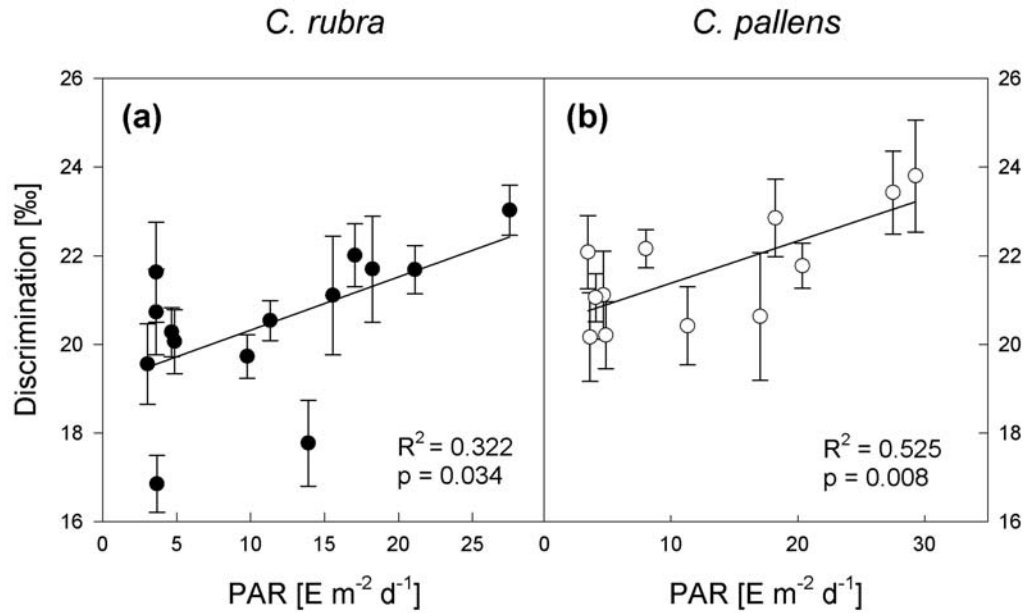 C. rubra
C. pallens
26
24
22
20
18
16
Discrimination [‰]
(a)
R² = 0.322
p = 0.034
0 5 10 15 20 25
PAR [E m⁻² d⁻¹]
(b)
R² = 0.525
p = 0.008
26
24
22
20
18
16
0 10 20 30
PAR [E m⁻² d⁻¹]